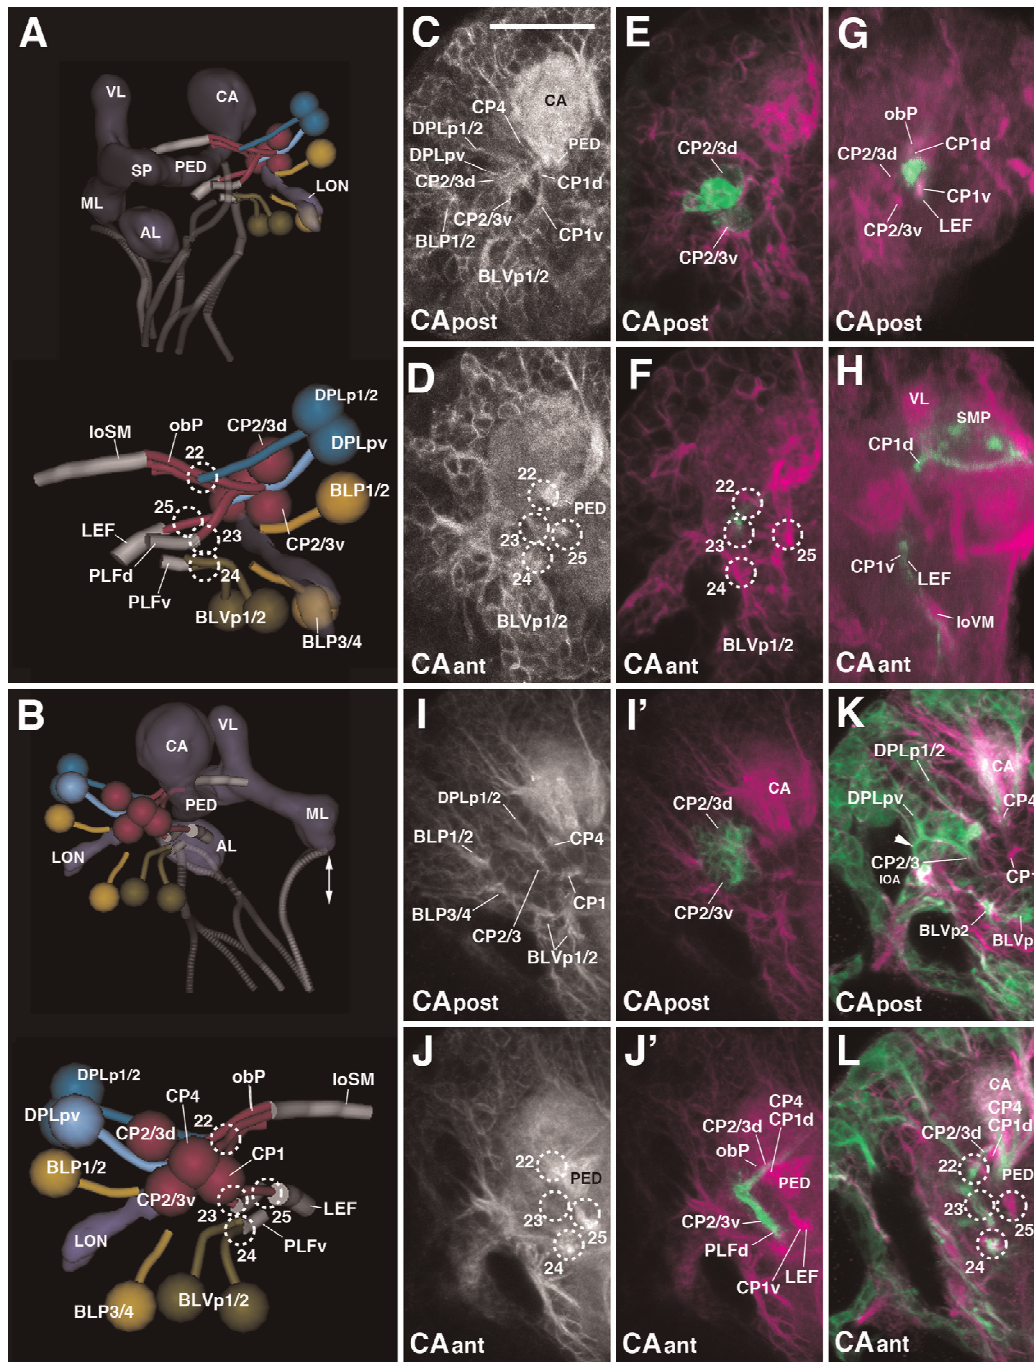 A
VL
CA
SP
PED
LON
ML
AL
DPLp1/2
CP2/3d
obP
loSM
22
DPLpv
BLP1/2
25
LEF
23
CP2/3v
PLFd
24
PLFv
BLVp1/2
BLP3/4
B
VL
CA
PED
ML
LON
AL
DPLp1/2
CP4
obP
loSM
DPLpv
22
CP2/3d
CP1
BLP1/2
CP2/3v
LEF
23
25
PLFv
LON
24
BLP3/4
BLVp1/2
C
CP4
CA
DPLp1/2
PED
DPLpv
CP2/3d
CP1d
CP2/3v
CP1v
BLP1/2
BLVp1/2
CApost
D
22
PED
23
25
24
BLVp1/2
CAant
E
CP2/3d
CP2/3v
CApost
F
22
23
25
24
BLVp1/2
CAant
G
obP
CP1d
CP2/3d
CP1v
CP2/3v
LEF
CApost
H
VL
SMP
CP1d
CP1v
LEF
loVM
CAant
I
DPLp1/2
BLP1/2
CP4
BLP3/4
CP1
CP2/3
BLVp1/2
CApost
I’
CA
CP2/3d
CP2/3v
CApost
J
22
PED
23
25
24
CAant
J’
CP4
CP2/3d
CP1d
obP
PED
CP2/3v
PLFd
CP1v
LEF
CAant
K
DPLp1/2
CA
DPLpv
CP4
CP2/3
IOA
CP1
BLVp2
BLVp
CApost
L
CA
CP4
CP2/3d
CP1d
22
PED
23
25
24
CAant